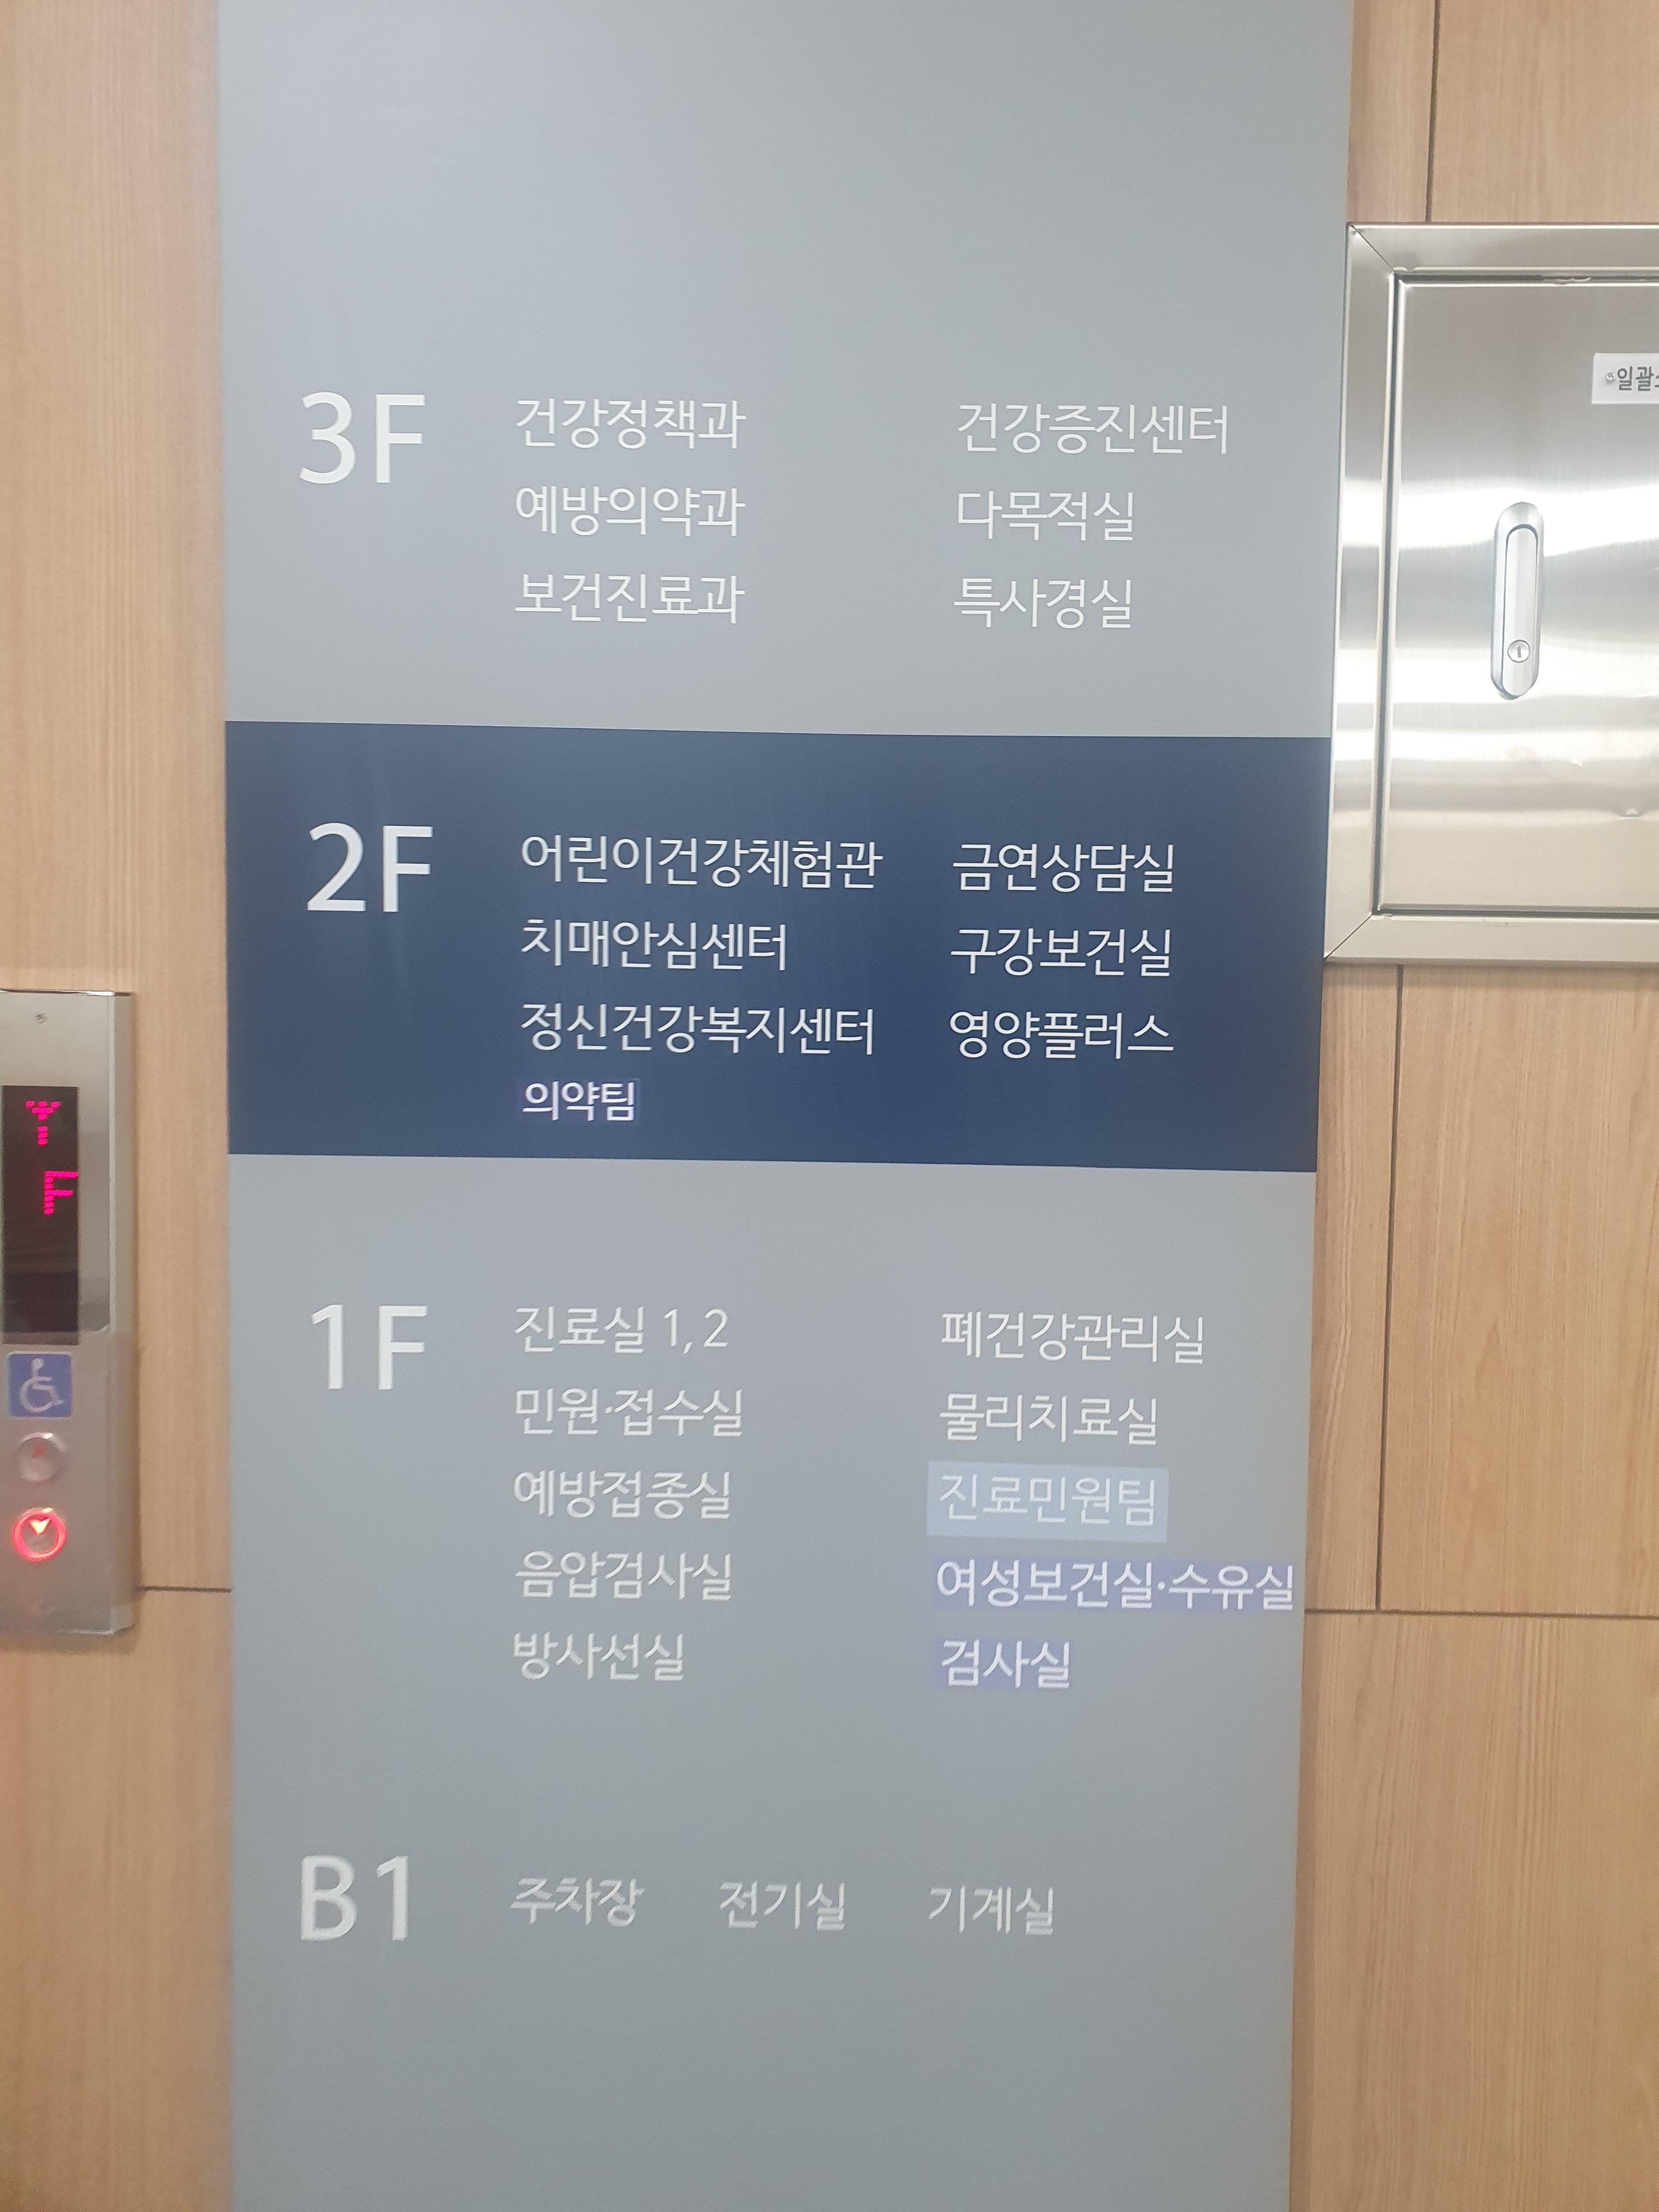 3F
건강정책과 건강증진센터
예방의약과 다목적실
보건진료과 특사경실
2F
어린이건강체험관 금연상담실
치매안심센터 구강보건실
정신건강복지센터 영양플러스
의약팀
1F
진료실 1, 2 폐건강관리실
민원·접수실 물리치료실
예방접종실 진료민원팀
음압검사실 여성보건실·수유실
방사선실 검사실
B1 주차장 전기실 기계실
F